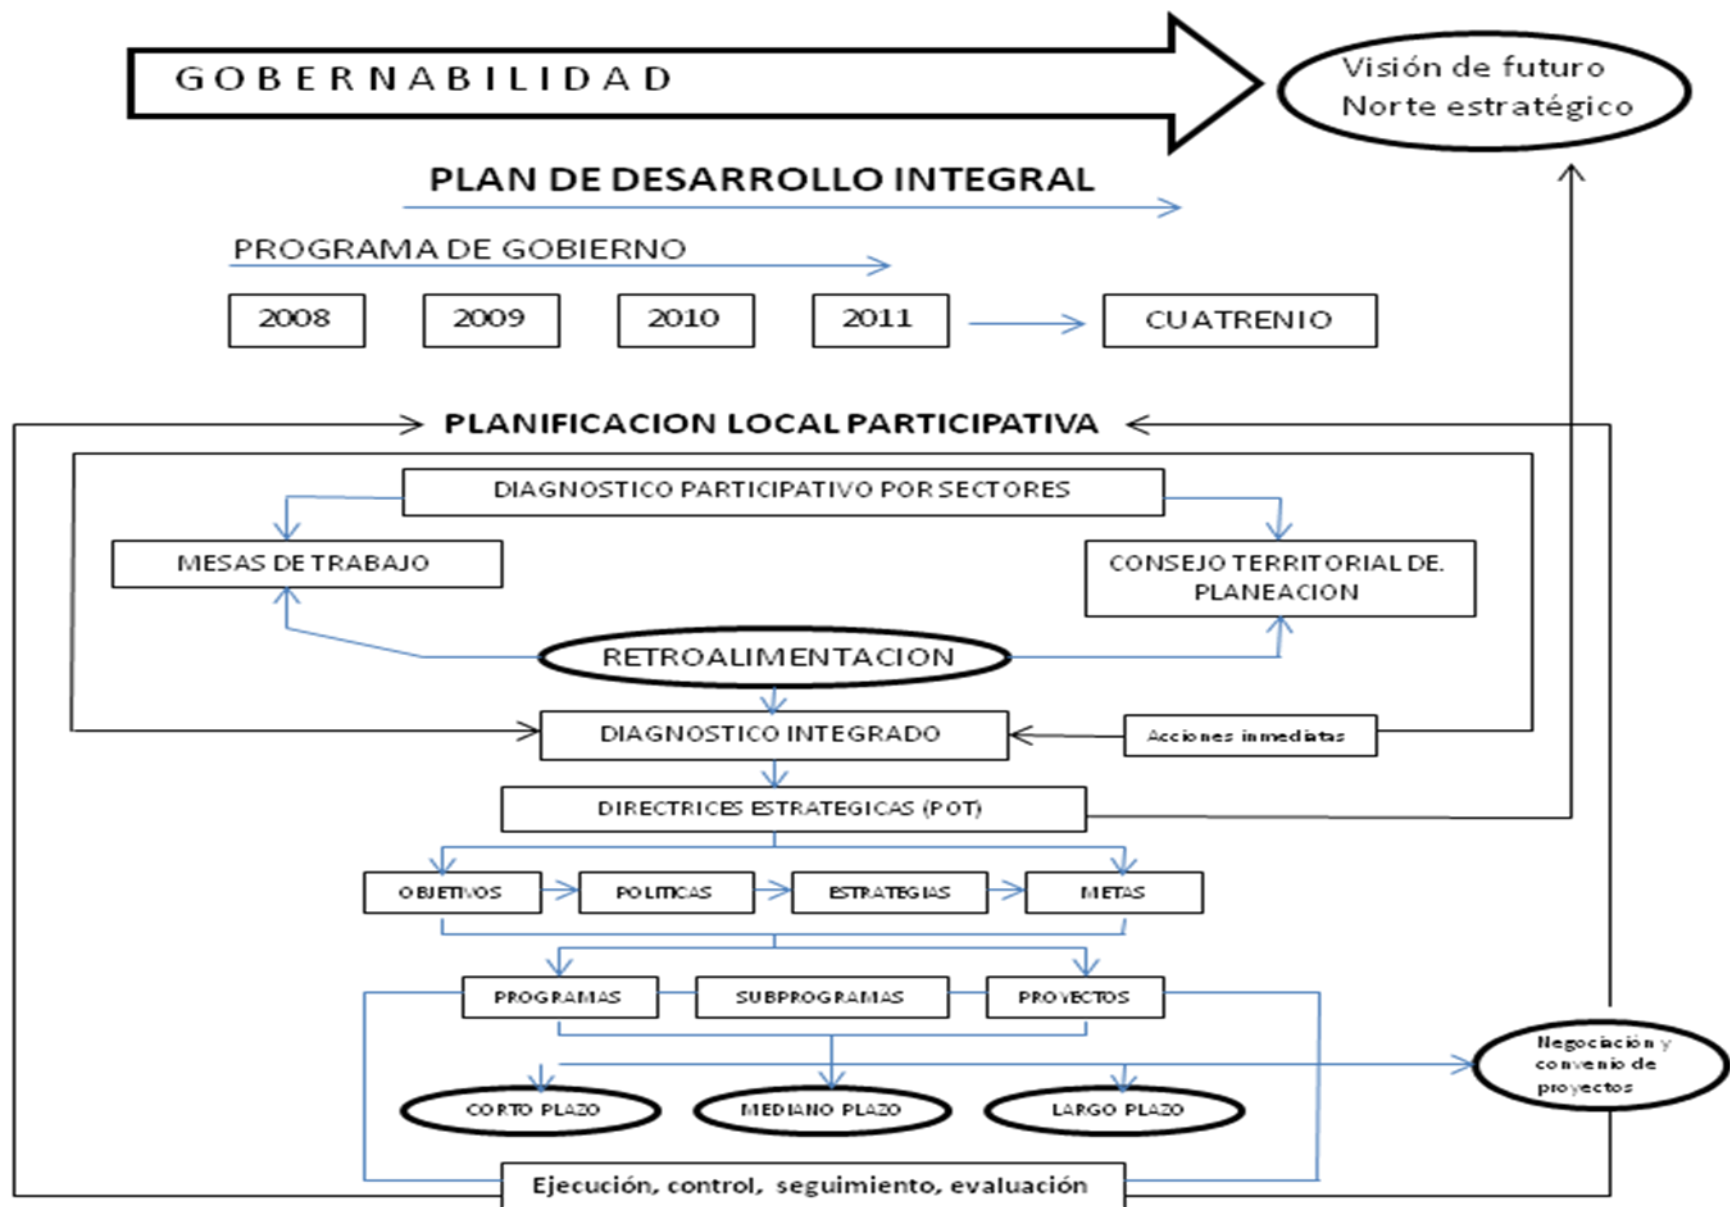 GOBERNABILIDAD
Visión de futuro
Norte estratégico
PLAN DE DESARROLLO INTEGRAL
PROGRAMA DE GOBIERNO
2008
2009
2010
2011
CUATRENIO
PLANIFICACION LOCAL PARTICIPATIVA
DIAGNOSTICO PARTICIPATIVO POR SECTORES
MESAS DE TRABAJO
CONSEJO TERRITORIAL DE.
PLANEACION
RETROALIMENTACION
DIAGNOSTICO INTEGRADO
Acciones inmediatas
DIRECTRICES ESTRATEGICAS (POT)
OBJETIVOS
POLITICAS
ESTRATEGIAS
METAS
PROGRAMAS
SUBPROGRAMAS
PROYECTOS
Negociación y
convenio de
proyectos
CORTO PLAZO
MEDIANO PLAZO
LARGO PLAZO
Ejecución, control, seguimiento, evaluación